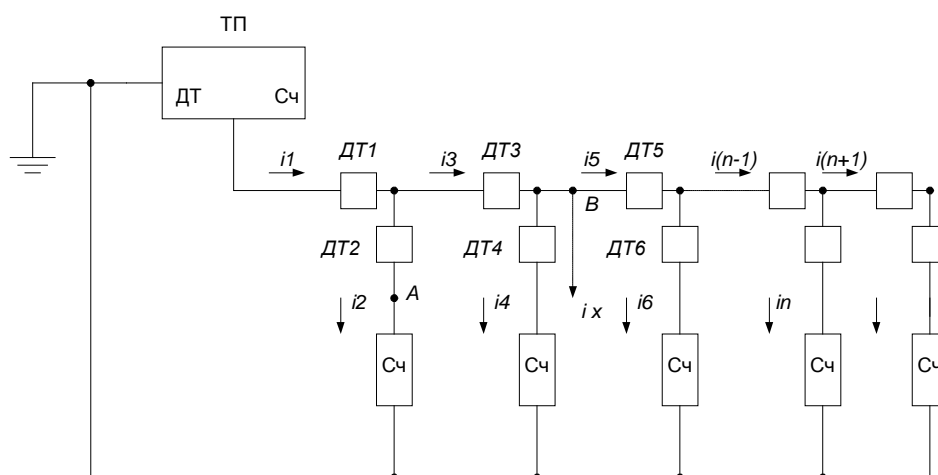 ТП
ДТ Сч
i1 ДТ1 i3 ДТ3 i5 ДТ5 i(n-1) i(n+1)
B
ДТ2 ДТ4 ДТ6
i2 A i4 i x i6 in
Сч Сч Сч Сч Сч